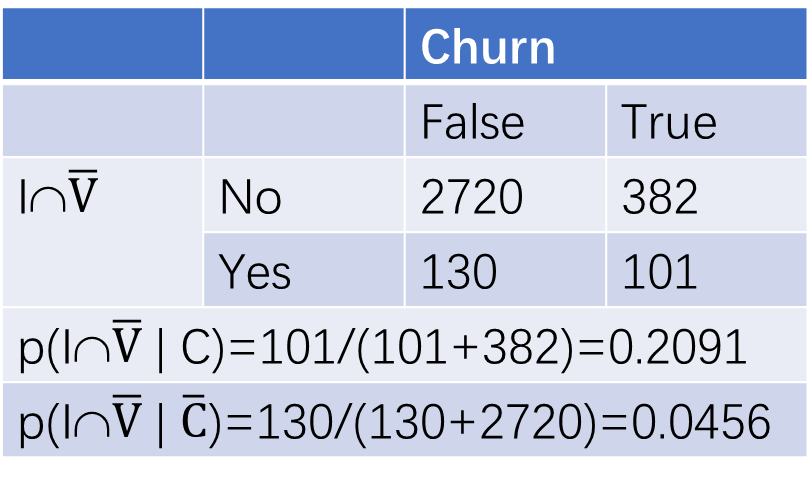 Churn
False True
I∩V̅ No 2720 382
Yes 130 101
p(I∩V̅ | C)=101/(101+382)=0.2091
p(I∩V̅ | C̅)=130/(130+2720)=0.0456